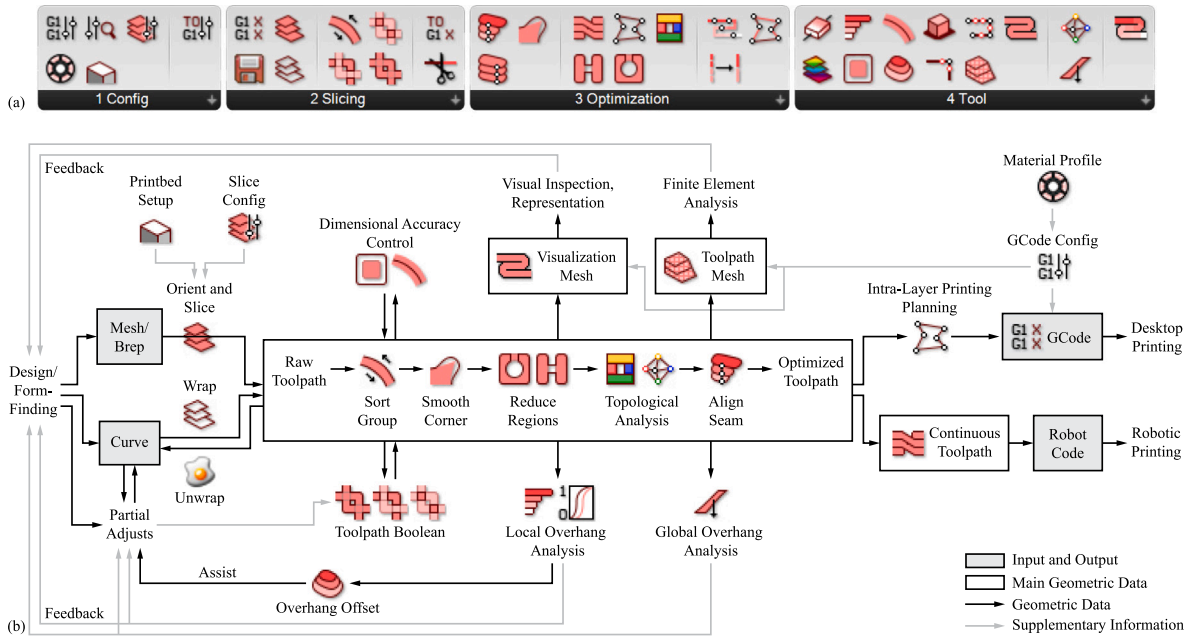 (a)
1 Config
2 Slicing
3 Optimization
4 Tool
G1
G1
G1
G1 X
G1 X
TO
G1
TO
G1 X
Feedback
Printbed
Setup
Slice
Config
Dimensional Accuracy
Control
Visual Inspection,
Representation
Finite Element
Analysis
Material Profile
Visualization
Mesh
Toolpath
Mesh
GCode Config
G1
G1
Orient and
Slice
Intra-Layer Printing
Planning
Mesh/
Brep
G1 X
G1 X
GCode
Desktop
Printing
Design/
Form-
Finding
Wrap
Raw
Toolpath
Sort
Group
Smooth
Corner
Reduce
Regions
Topological
Analysis
Align
Seam
Optimized
Toolpath
Curve
Unwrap
Continuous
Toolpath
Robot
Code
Robotic
Printing
Partial
Adjusts
Toolpath Boolean
1
0
Local Overhang
Analysis
Global Overhang
Analysis
Assist
Overhang Offset
Feedback
(b)
Input and Output
Main Geometric Data
Geometric Data
Supplementary Information